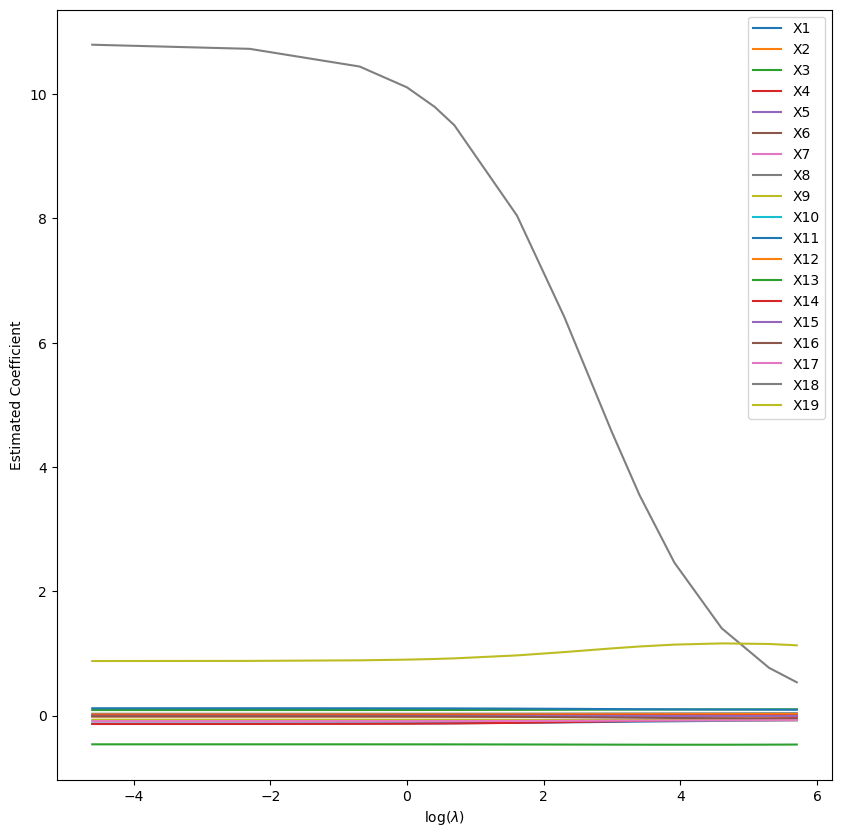 X1
X2
X3
X4
X5
X6
X7
X8
X9
X10
X11
X12
X13
X14
X15
X16
X17
X18
X19
Estimated Coefficient
10
8
6
4
2
0
−4
−2
0
2
4
6
log(λ)